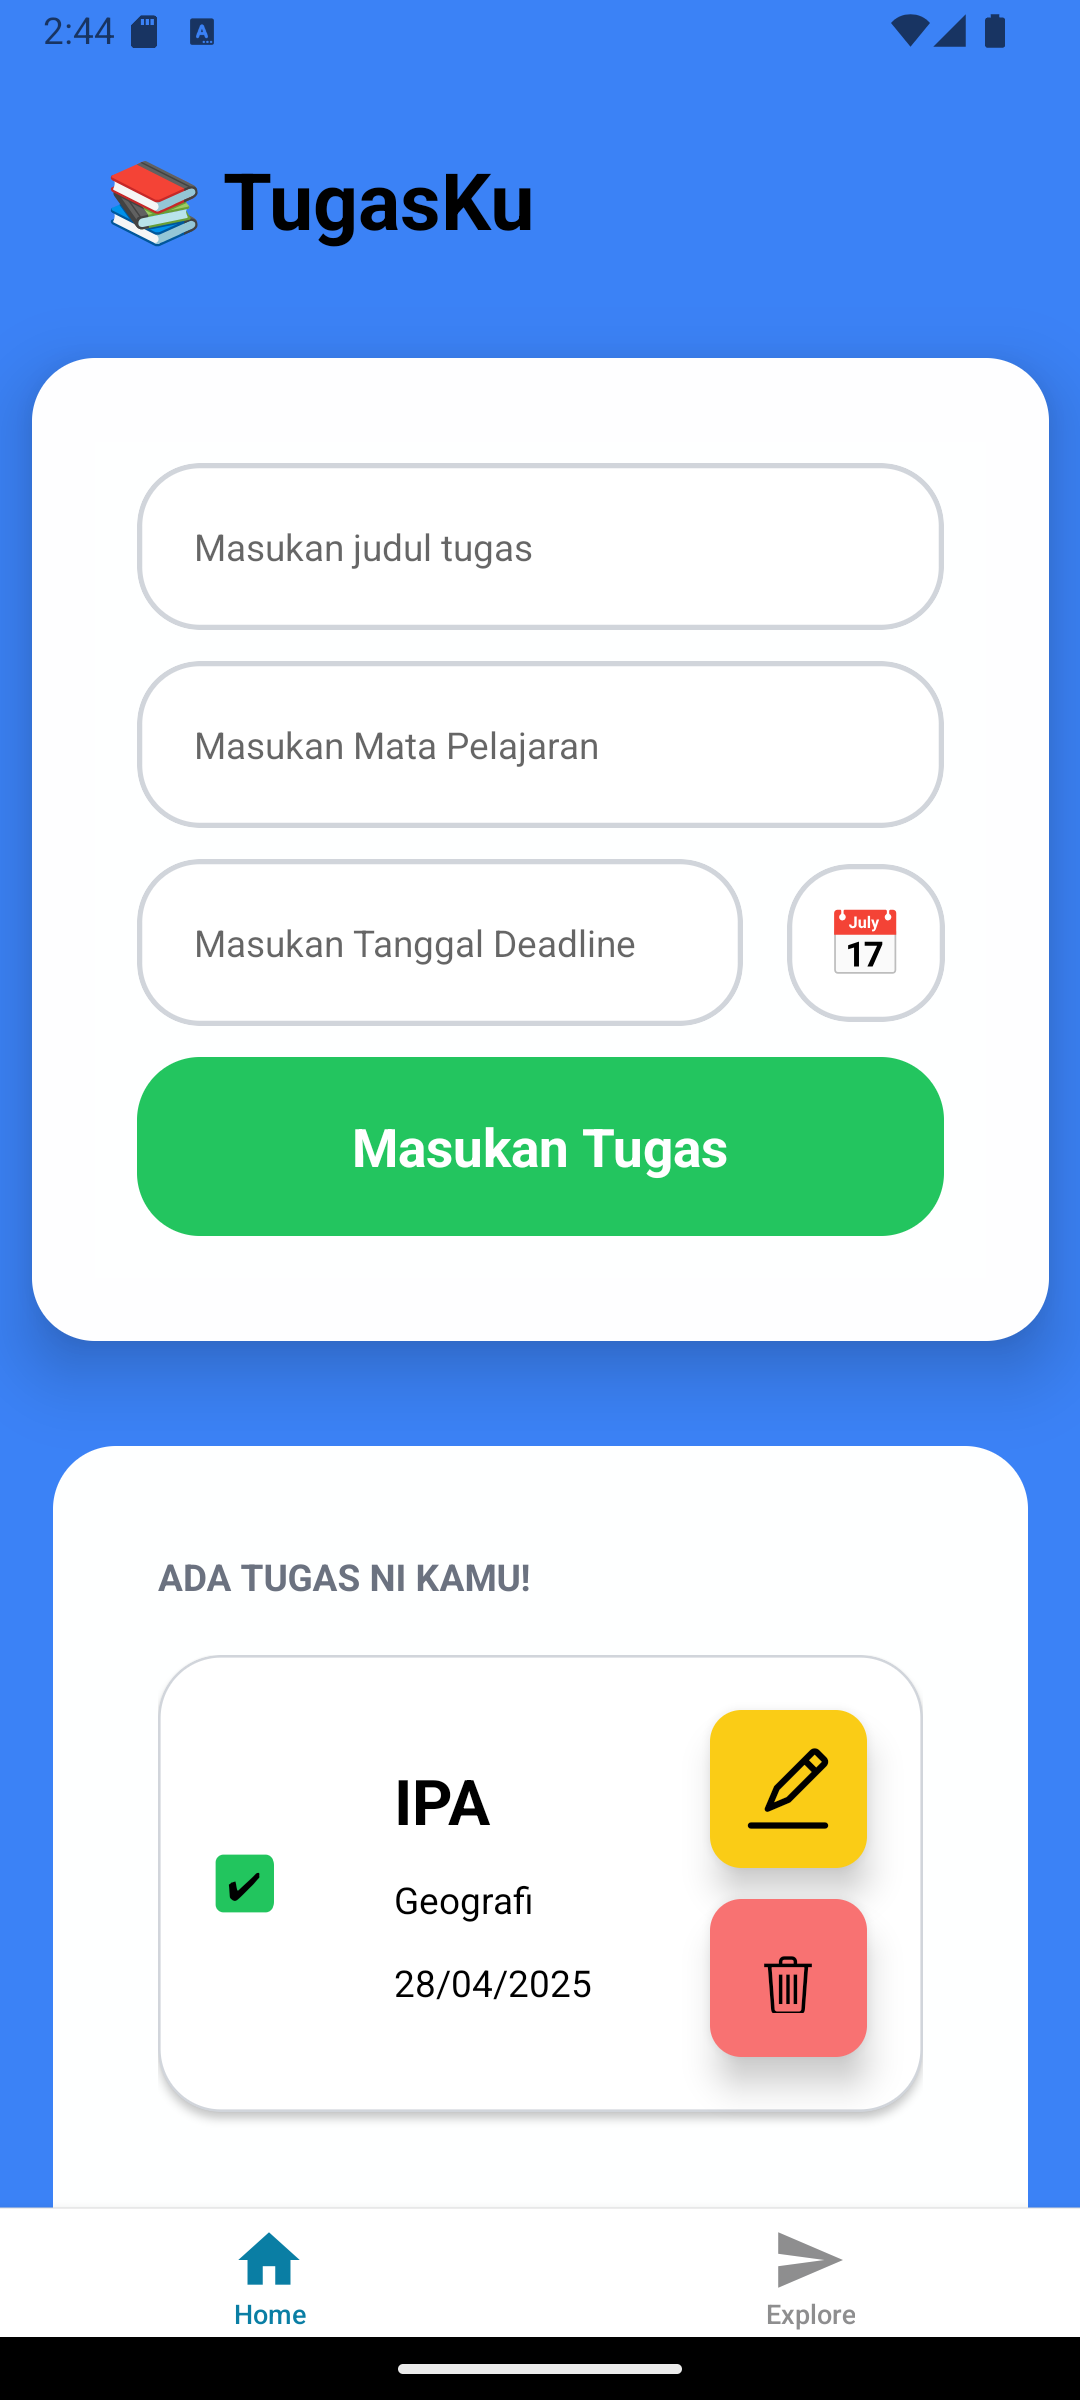 2:44
TugasKu
Masukan judul tugas
Masukan Mata Pelajaran
Masukan Tanggal Deadline
July
17
Masukan Tugas
ADA TUGAS NI KAMU!
IPA
Geografi
28/04/2025
Home
Explore